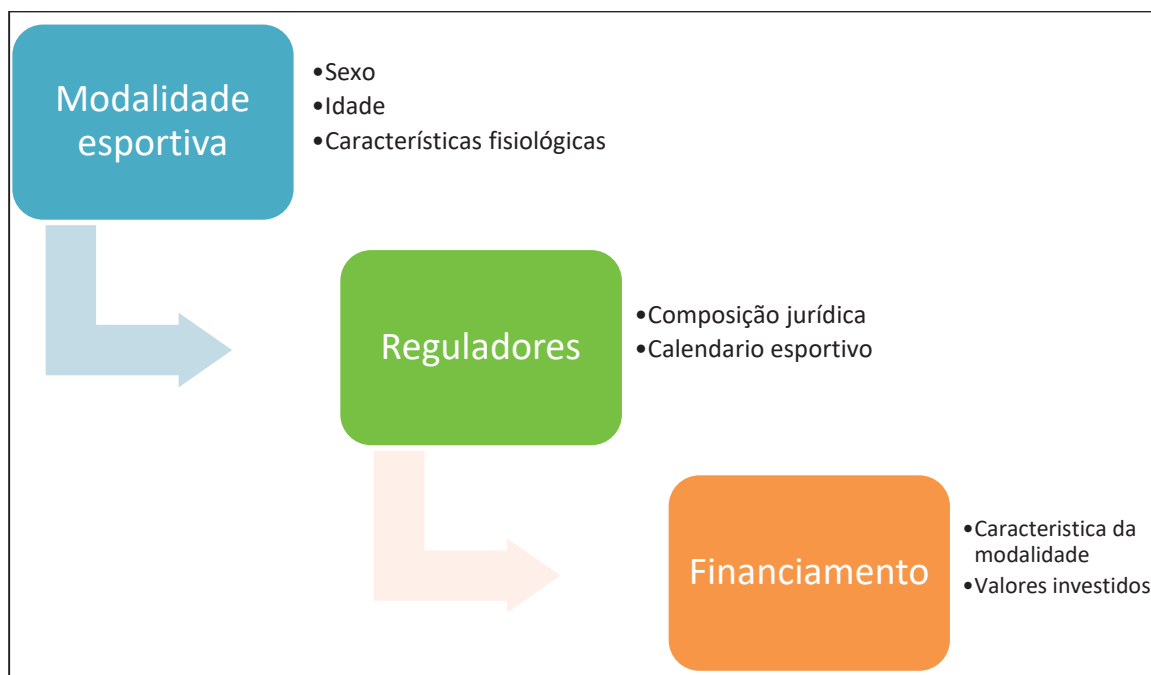 Modalidade
esportiva
•Sexo
•Idade
•Características fisiológicas
Reguladores
•Composição jurídica
•Calendario esportivo
Financiamento
•Caracteristica da
modalidade
•Valores investidos